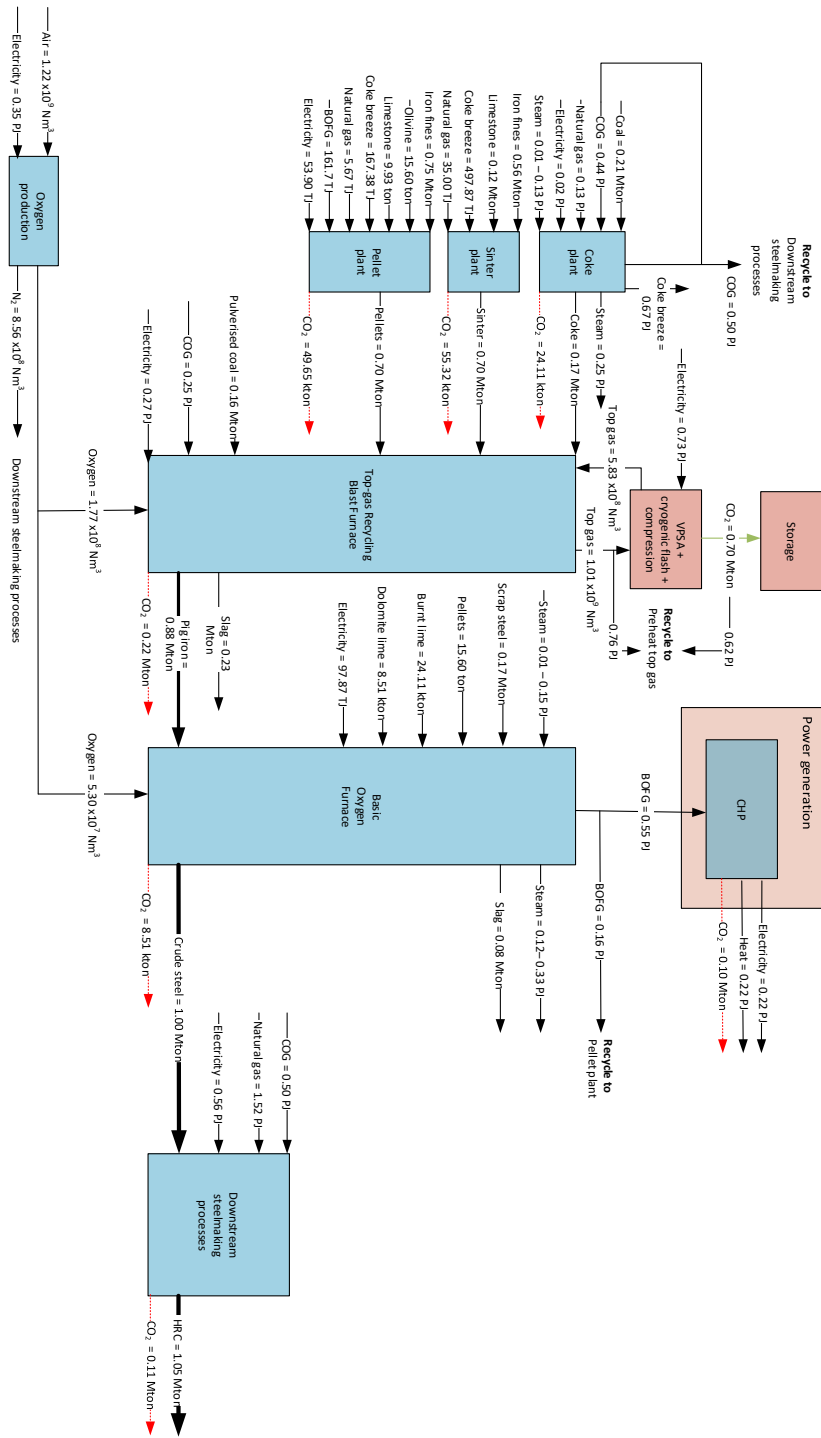 Recycle to
Downstream
steelmaking
processes
COG = 0.50 PJ
Coal = 0.21 Mton
COG = 0.44 PJ
Natural gas = 0.13 PJ
Electricity = 0.02 PJ
Steam = 0.01 – 0.13 PJ
Coke
plant
Coke breeze =
0.67 PJ
Steam = 0.25 PJ
Coke = 0.17 Mton
CO₂ = 24.11 kton
Iron fines = 0.56 Mton
Limestone = 0.12 Mton
Coke breeze = 497.87 TJ
Natural gas = 35.00 TJ
Sinter
plant
Sinter = 0.70 Mton
CO₂ = 55.32 kton
Iron fines = 0.75 Mton
Olivine = 15.60 ton
Limestone = 9.93 ton
Coke breeze = 167.38 TJ
Natural gas = 5.67 TJ
BOFG = 161.7 TJ
Electricity = 53.90 TJ
Pellet
plant
Pellets = 0.70 Mton
CO₂ = 49.65 kton
Air = 1.22 x10⁹ Nm³
Electricity = 0.35 PJ
Oxygen
production
N₂ = 8.56 x10⁸ Nm³
Downstream steelmaking processes
Oxygen = 1.77 x10⁸ Nm³
Oxygen = 5.30 x10⁷ Nm³
Pulverised coal = 0.16 Mton
COG = 0.25 PJ
Electricity = 0.27 PJ
Top-gas Recycling
Blast Furnace
Top gas = 5.83 x10⁸ Nm³
Top gas = 1.01 x10⁹ Nm³
Electricity = 0.73 PJ
VPSA +
cryogenic flash +
compression
CO₂ = 0.70 Mton
Storage
0.62 PJ
0.76 PJ
Recycle to
Preheat top gas
Slag = 0.23
Mton
Pig iron =
0.88 Mton
CO₂ = 0.22 Mton
Steam = 0.01 – 0.15 PJ
Scrap steel = 0.17 Mton
Pellets = 15.60 ton
Burnt lime = 24.11 kton
Dolomite lime = 8.51 kton
Electricity = 97.87 TJ
Basic
Oxygen
Furnace
BOFG = 0.55 PJ
BOFG = 0.16 PJ
Recycle to
Pellet plant
Steam = 0.12– 0.33 PJ
Slag = 0.08 Mton
Crude steel = 1.00 Mton
CO₂ = 8.51 kton
Power generation
CHP
Electricity = 0.22 PJ
Heat = 0.22 PJ
CO₂ = 0.10 Mton
COG = 0.50 PJ
Natural gas = 1.52 PJ
Electricity = 0.56 PJ
Downstream
steelmaking
processes
HRC = 1.05 Mton
CO₂ = 0.11 Mton